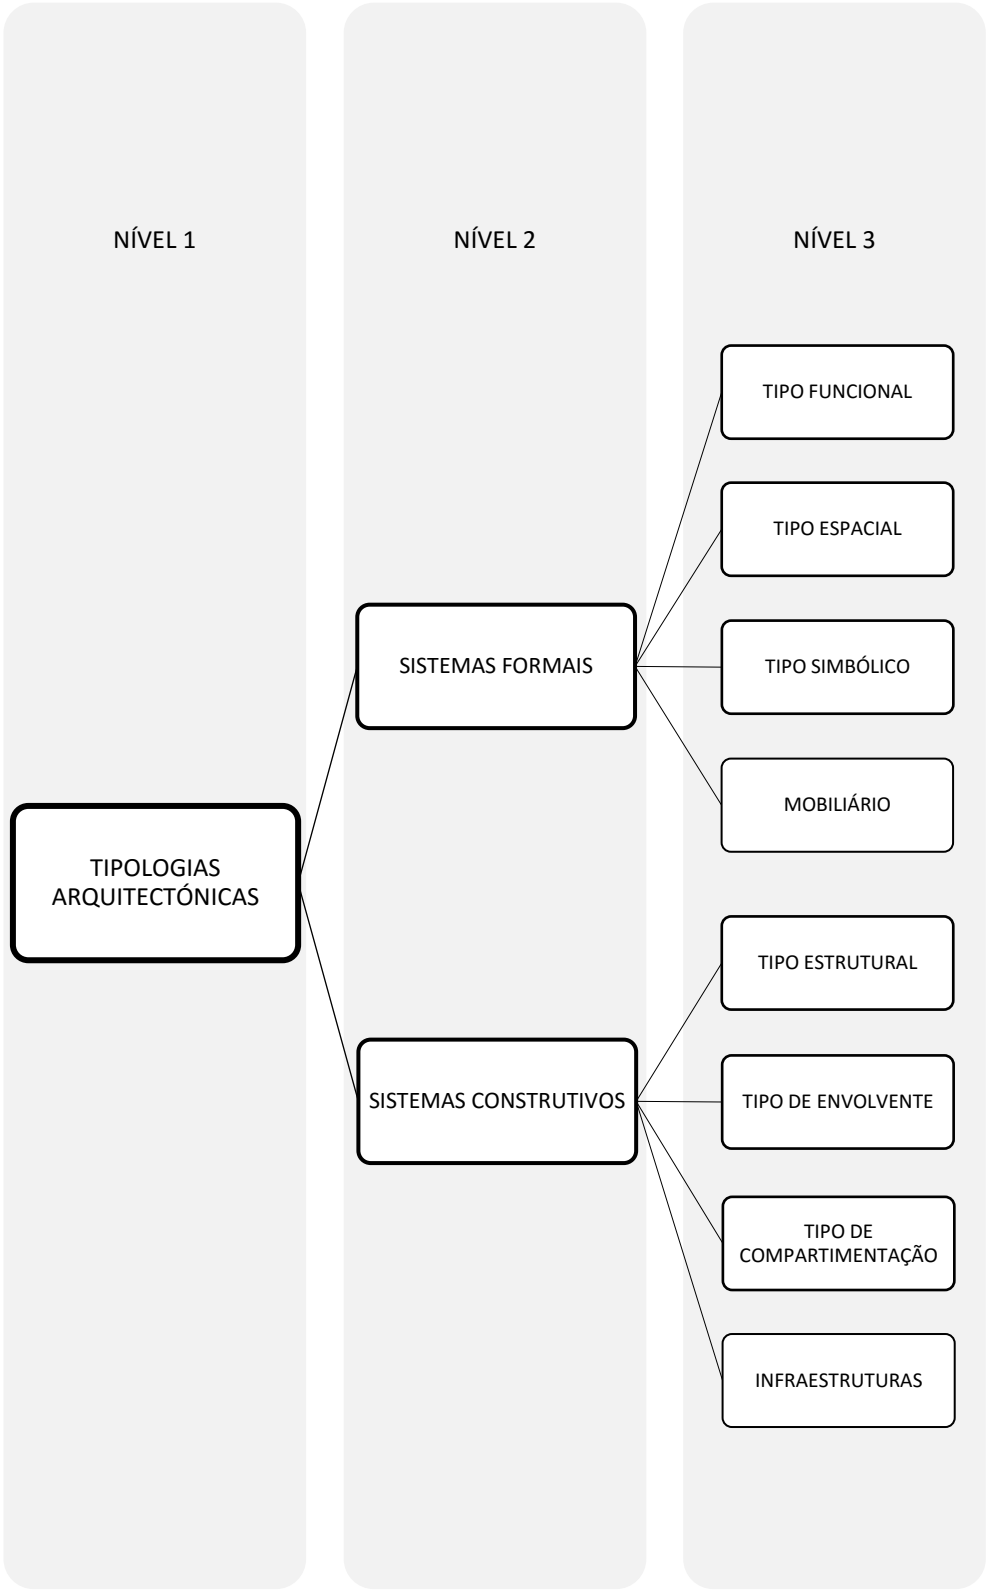 NÍVEL 1
NÍVEL 2
NÍVEL 3
TIPO FUNCIONAL
TIPO ESPACIAL
SISTEMAS FORMAIS
TIPO SIMBÓLICO
MOBILIÁRIO
TIPOLOGIAS
ARQUITECTÓNICAS
TIPO ESTRUTURAL
SISTEMAS CONSTRUTIVOS
TIPO DE ENVOLVENTE
TIPO DE
COMPARTIMENTAÇÃO
INFRAESTRUTURAS